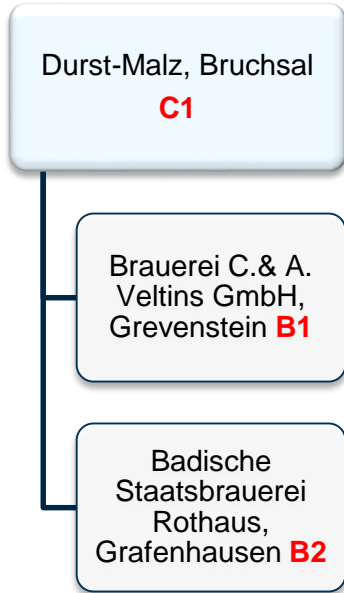 Durst-Malz, Bruchsal
C1
Brauerei C.& A.
Veltins GmbH,
Grevenstein B1
Badische
Staatsbrauerei
Rothaus,
Grafenhausen B2